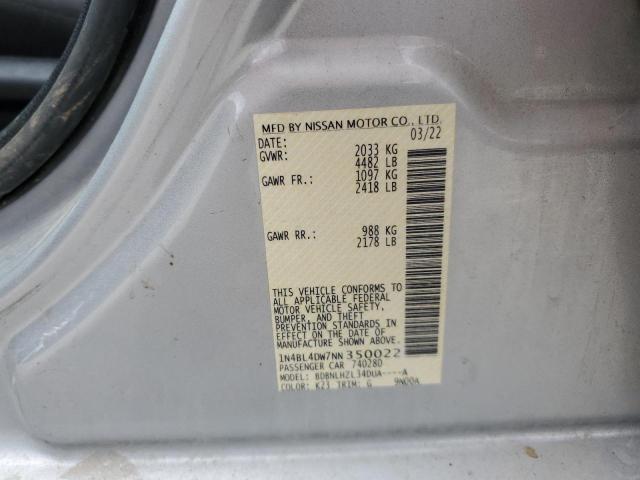 MFD BY NISSAN MOTOR CO., LTD.
DATE: 03/22
GVWR: 2033 KG
4482 LB
GAWR FR.: 1097 KG
2418 LB
GAWR RR.: 988 KG
2178 LB
THIS VEHICLE CONFORMS TO
ALL APPLICABLE FEDERAL
MOTOR VEHICLE SAFETY,
BUMPER, AND THEFT
PREVENTION STANDARDS IN
EFFECT ON THE DATE OF
MANUFACTURE SHOWN ABOVE.
1N4BL4DW7NN350022
PASSENGER CAR 740280
MODEL: BDBNLHZL34DUA----A
COLOR: K23 TRIM: G 9N00A